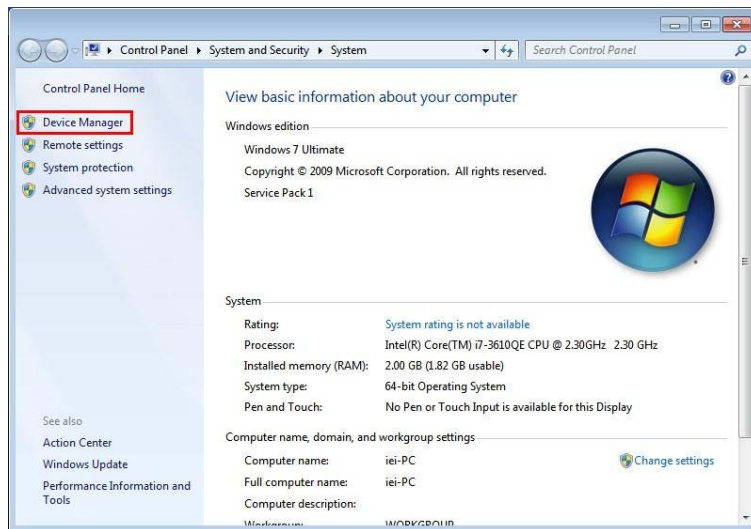 Control Panel ▸ System and Security ▸ System
Search Control Panel
Control Panel Home
Device Manager
Remote settings
System protection
Advanced system settings
See also
Action Center
Windows Update
Performance Information and
Tools
View basic information about your computer
Windows edition
Windows 7 Ultimate
Copyright © 2009 Microsoft Corporation. All rights reserved.
Service Pack 1
System
Rating: System rating is not available
Processor: Intel(R) Core(TM) i7-3610QE CPU @ 2.30GHz 2.30 GHz
Installed memory (RAM): 2.00 GB (1.82 GB usable)
System type: 64-bit Operating System
Pen and Touch: No Pen or Touch Input is available for this Display
Computer name, domain, and workgroup settings
Computer name: iei-PC Change settings
Full computer name: iei-PC
Computer description:
Workgroup: WORKGROUP